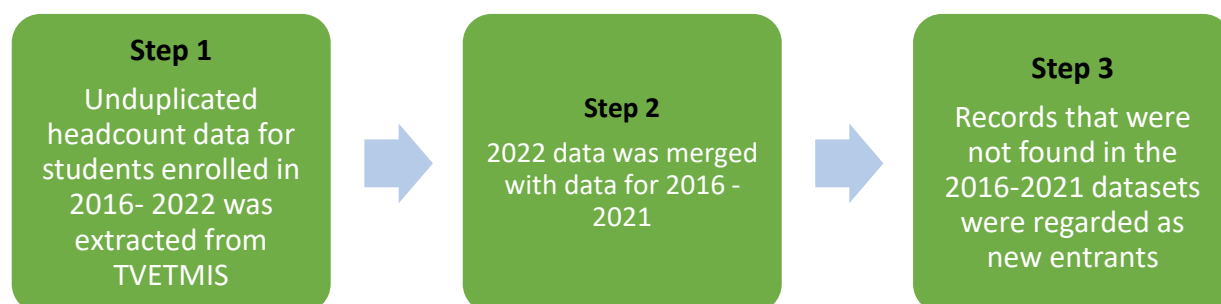 Step 1
Unduplicated
headcount data for
students enrolled in
2016- 2022 was
extracted from
TVETMIS
Step 2
2022 data was merged
with data for 2016 -
2021
Step 3
Records that were
not found in the
2016-2021 datasets
were regarded as
new entrants